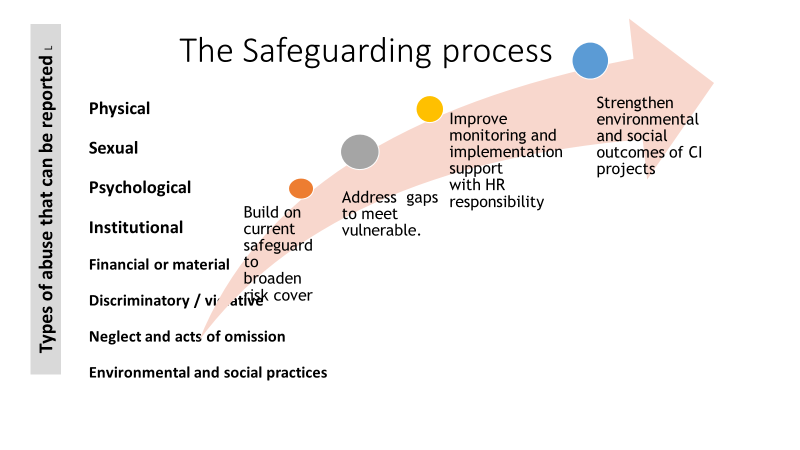 The Safeguarding process
Types of abuse that can be reported L
Physical
Sexual
Psychological
Institutional
Financial or material
Neglect and acts of omission
Environmental and social practices
Build on
current
safeguard
to
broaden
risk cover
Address gaps
to meet
vulnerable.
Improve
monitoring and
implementation
support
with HR
responsibility
Strengthen
environmental
and social
outcomes of CI
projects
Discriminatory /